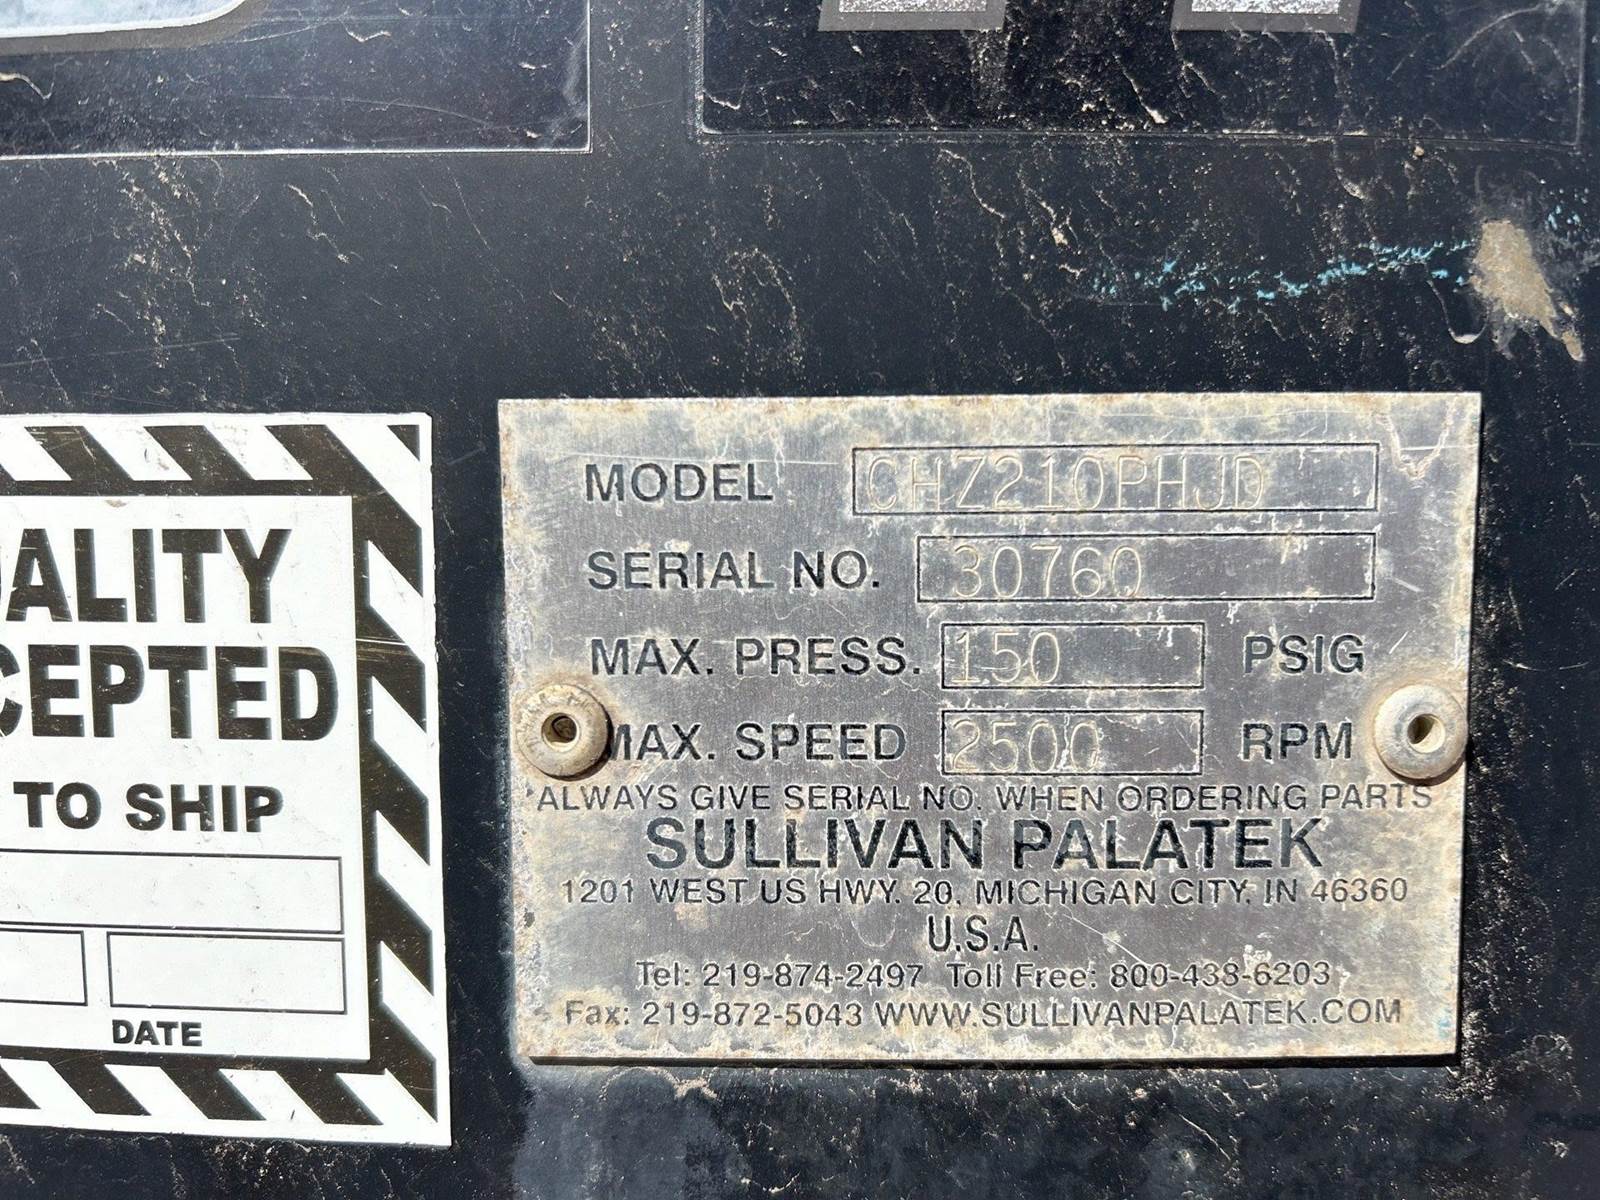 UALITY
CEPTED
TO SHIP
DATE
MODEL CHZ210PHJD
SERIAL NO. 30760
MAX. PRESS. 150 PSIG
MAX. SPEED 2500 RPM
ALWAYS GIVE SERIAL NO. WHEN ORDERING PARTS
SULLIVAN PALATEK
1201 WEST US HWY. 20, MICHIGAN CITY, IN 46360
U.S.A.
Tel: 219-874-2497 Toll Free: 800-438-6203
Fax: 219-872-5043 WWW.SULLIVANPALATEK.COM